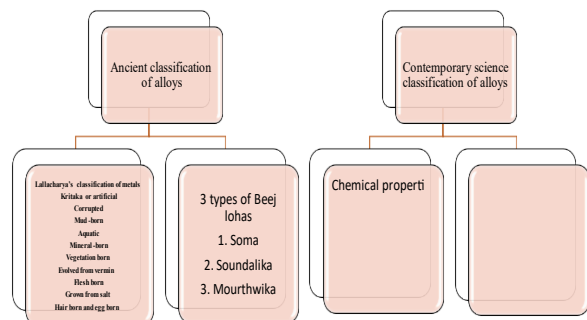 Ancient classification
of alloys
Contemporary science
classification of alloys
Lallacharya's classification of metals
Kritaka or artificial
Corrupted
Mud -born
Aquatic
Mineral -born
Vegetation born
Evolved from vermin
Flesh born
Grown from salt
Hair born and egg born
3 types of Beej
lohas
1. Soma
2. Soundalika
3. Mourthwika
Chemical properti